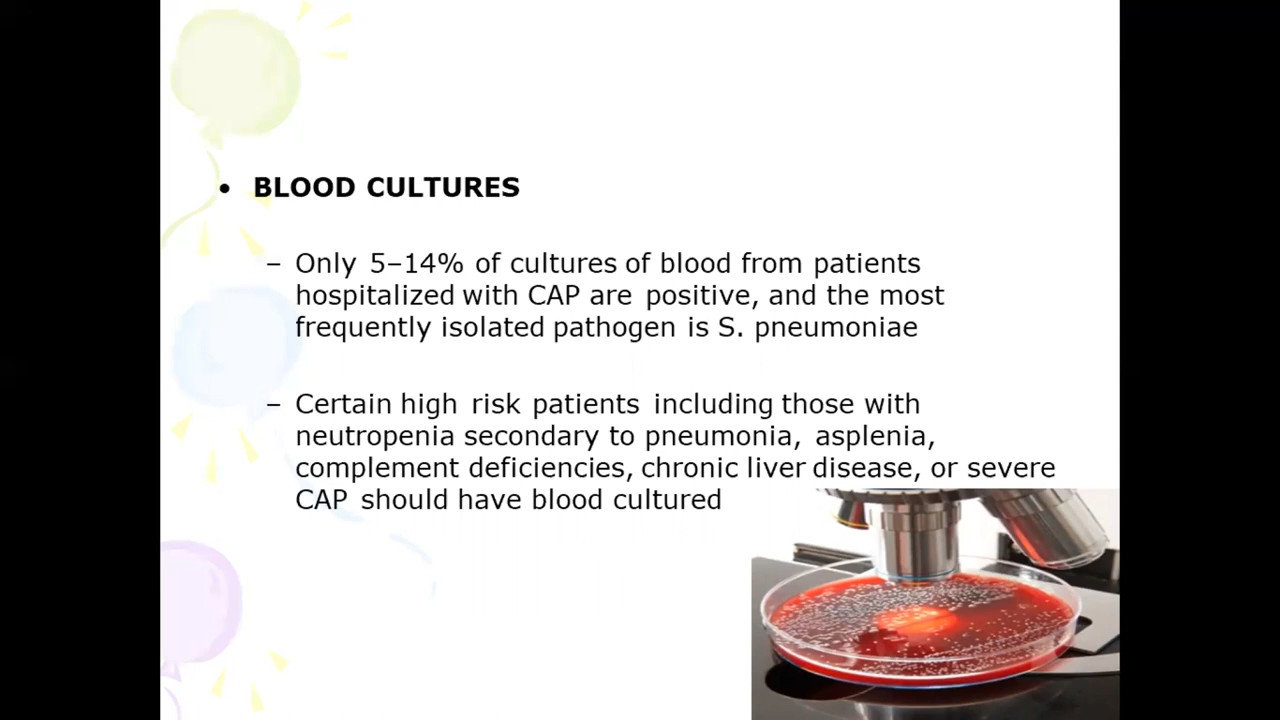 • BLOOD CULTURES
– Only 5–14% of cultures of blood from patients
hospitalized with CAP are positive, and the most
frequently isolated pathogen is S. pneumoniae
– Certain high risk patients including those with
neutropenia secondary to pneumonia, asplenia,
complement deficiencies, chronic liver disease, or severe
CAP should have blood cultured